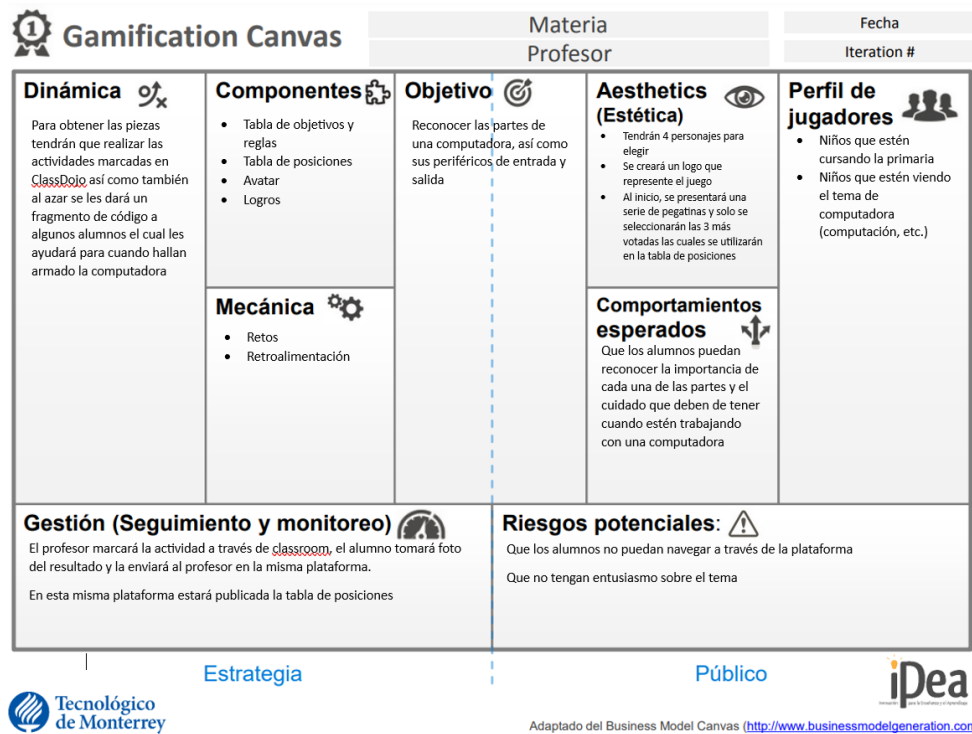 1
Gamification Canvas
Materia
Profesor
Fecha
Iteration #
Dinámica
Para obtener las piezas
tendrán que realizar las
actividades marcadas en
ClassDojo así como también
al azar se les dará un
fragmento de código a
algunos alumnos el cual les
ayudará para cuando hallan
armado la computadora
Componentes
• Tabla de objetivos y
reglas
• Tabla de posiciones
• Avatar
• Logros
Mecánica
• Retos
• Retroalimentación
Objetivo
Reconocer las partes de
una computadora, así como
sus periféricos de entrada y
salida
Aesthetics
(Estética)
• Tendrán 4 personajes para
elegir
• Se creará un logo que
represente el juego
• Al inicio, se presentará una
serie de pegatinas y solo se
seleccionarán las 3 más
votadas las cuales se utilizarán
en la tabla de posiciones
Comportamientos
esperados
Que los alumnos puedan
reconocer la importancia de
cada una de las partes y el
cuidado que deben de tener
cuando estén trabajando
con una computadora
Perfil de
jugadores
• Niños que estén
cursando la primaria
• Niños que estén viendo
el tema de
computadora
(computación, etc.)
Gestión (Seguimiento y monitoreo)
El profesor marcará la actividad a través de classroom, el alumno tomará foto
del resultado y la enviará al profesor en la misma plataforma.
En esta misma plataforma estará publicada la tabla de posiciones
Riesgos potenciales:
Que los alumnos no puedan navegar a través de la plataforma
Que no tengan entusiasmo sobre el tema
Estrategia
Público
Tecnológico
de Monterrey
iDea
Adaptado del Business Model Canvas (http://www.businessmodelgeneration.com